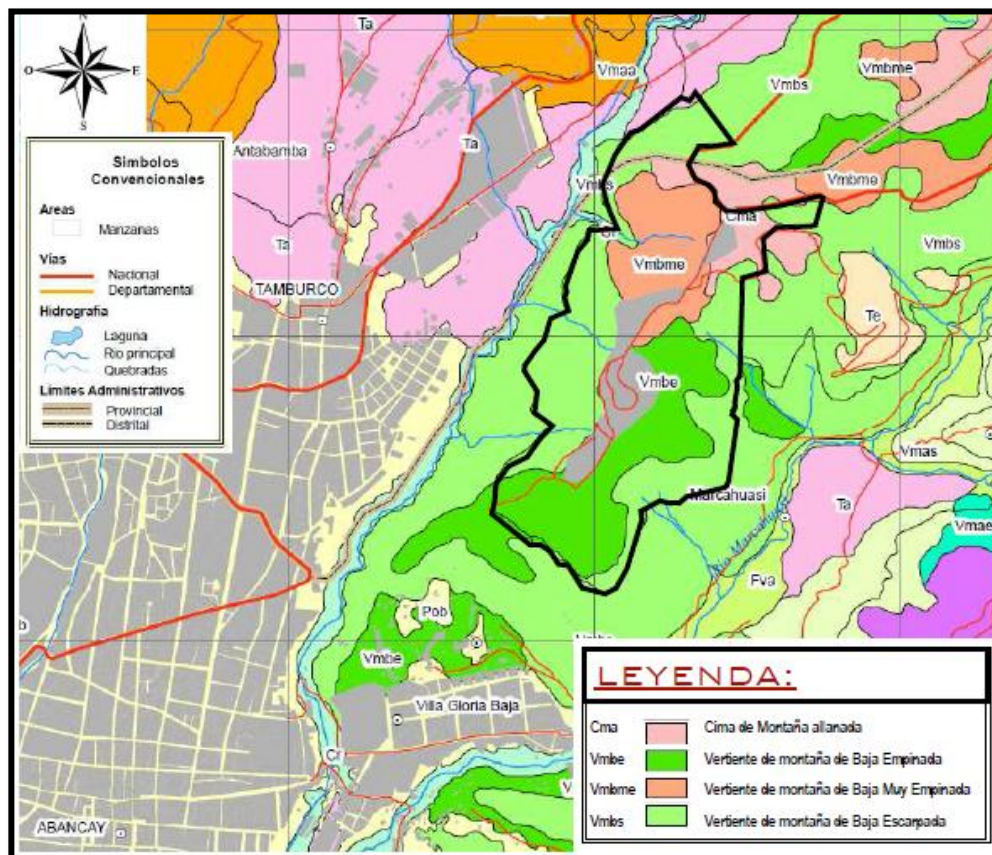 N
O E
S
Simbolos
Convencionales
Areas
Manzanas
Vías
Nacional
Departamental
Hidrografia
Laguna
Rio principal
Quebradas
Limites Administrativos
Provincial
Distrital
Ta
Vmaa
Vmbme
Vmbs
Ta
Antabamba
Vmbs
Vmbme
Cma
Ta
Vmbme
Vmbs
TAMBURCO
Te
Vmbe
Vmas
Marcahuasi
Ta
Vmae
Fva
Pob
Vmbe
Villa Gloria Baja
Cr
ABANCAY
LEYENDA:
Cma Cima de Montaña allanada
Vmbe Vertiente de montaña de Baja Empinada
Vmbme Vertiente de montaña de Baja Muy Empinada
Vmbs Vertiente de montaña de Baja Escarpada